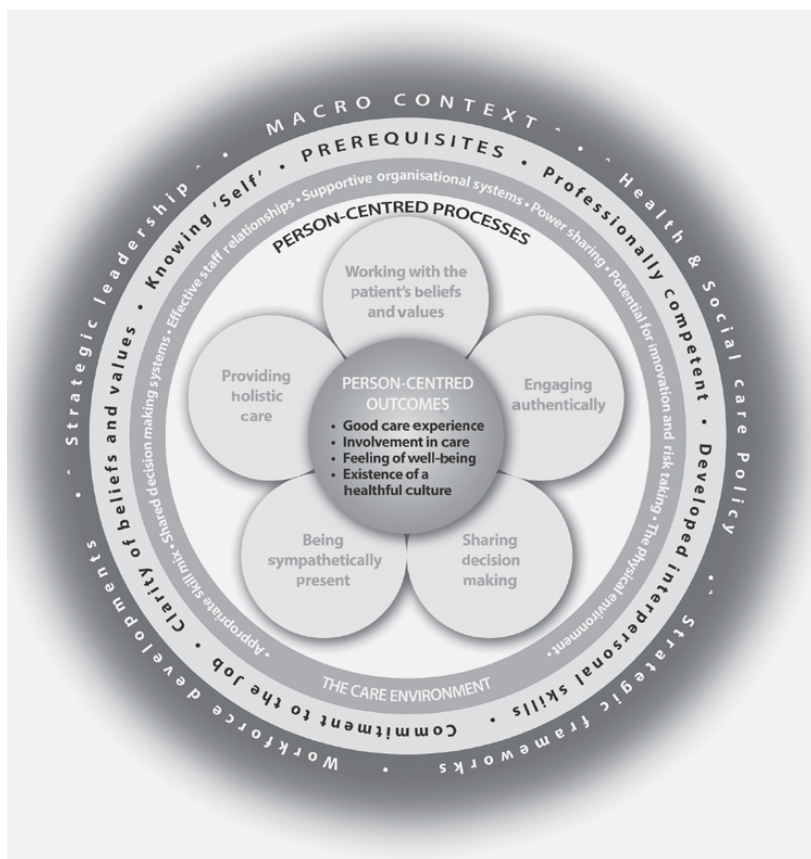 MACRO CONTEXT
Health & Social care Policy
Strategic frameworks
Workforce developments
Strategic leadership
PREREQUISITES
Professionally competent
Developed interpersonal skills
Commitment to the Job
Clarity of beliefs and values
Knowing 'Self'
THE CARE ENVIRONMENT
• Appropriate skill mix • Shared decision making systems • Effective staff relationships • Supportive organisational systems • Power sharing • Potential for innovation and risk taking • The physical environment •
PERSON-CENTRED PROCESSES
Working with the
patient's beliefs
and values
Engaging
authentically
Sharing
decision
making
Being
sympathetically
present
Providing
holistic
care
PERSON-CENTRED
OUTCOMES
• Good care experience
• Involvement in care
• Feeling of well-being
• Existence of a
healthful culture